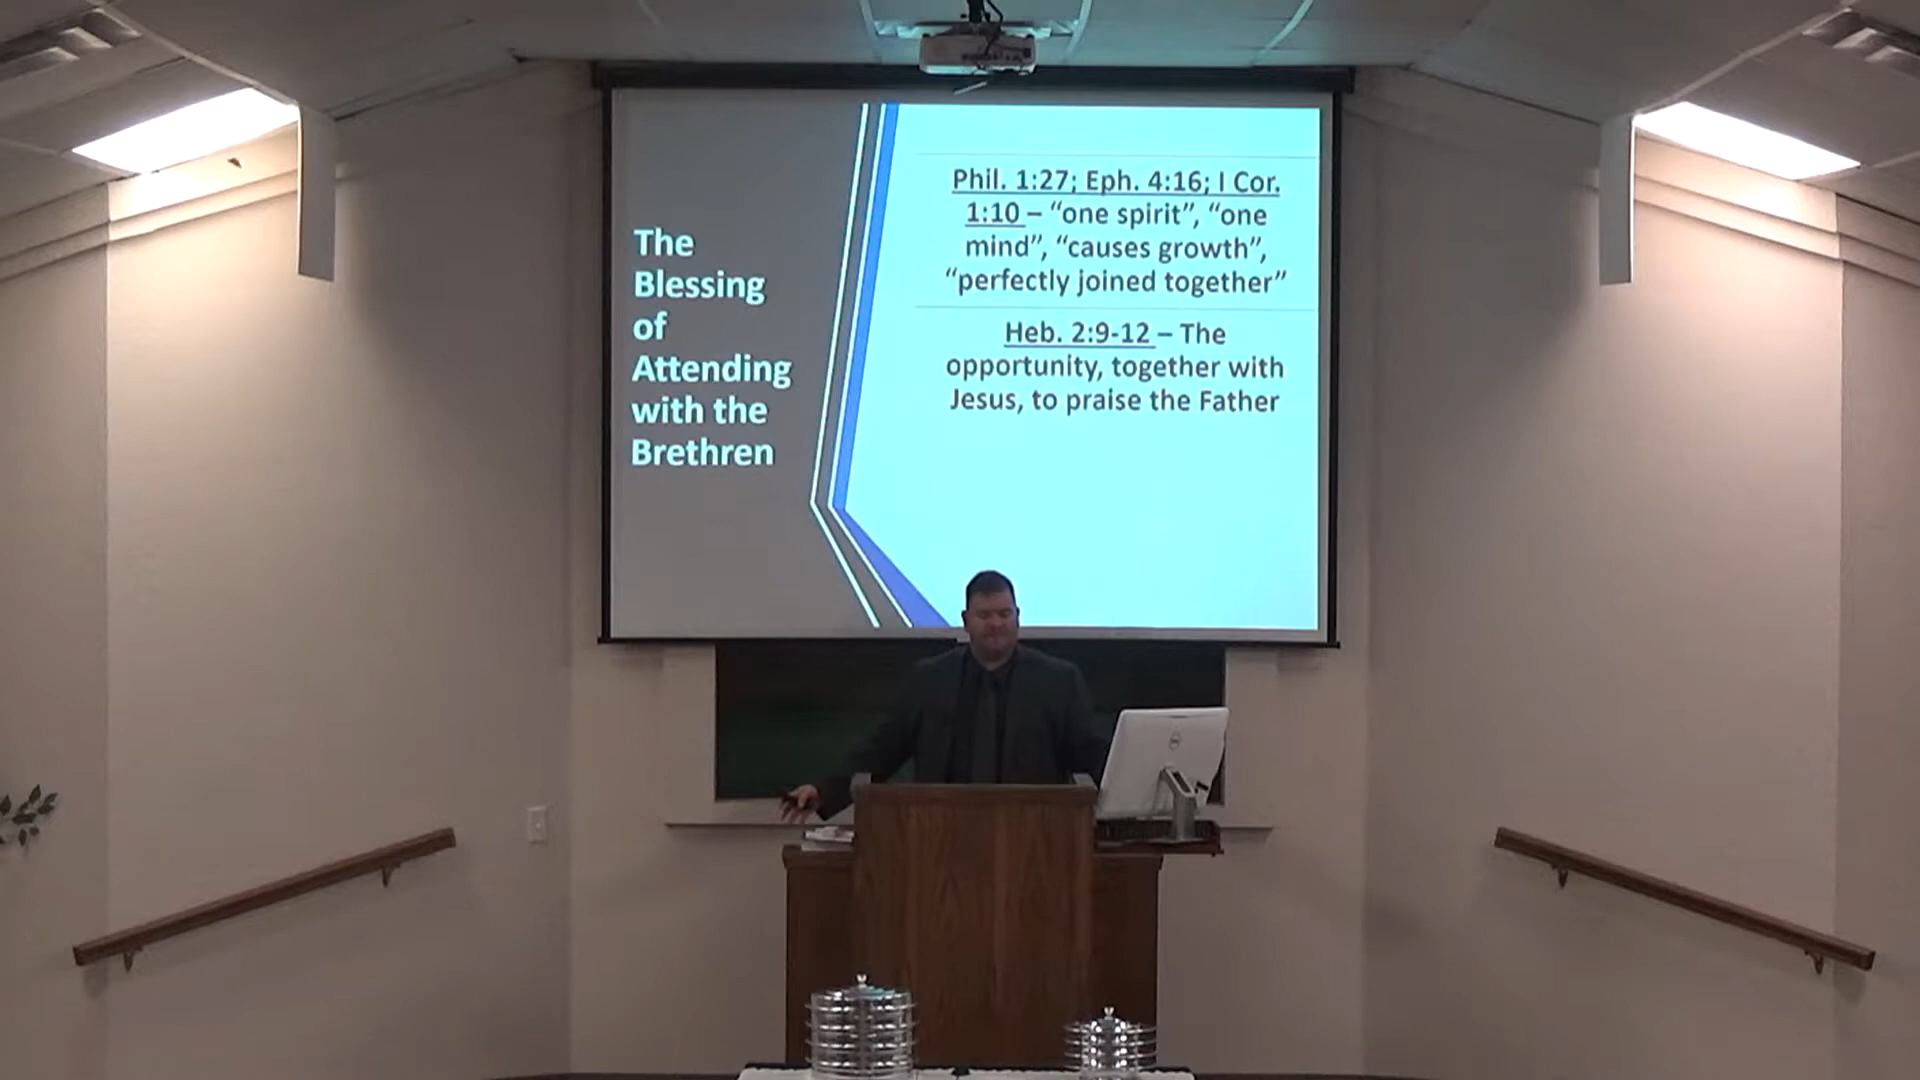 The
Blessing
of
Attending
with the
Brethren
Phil. 1:27; Eph. 4:16; I Cor.
1:10 – “one spirit”, “one
mind”, “causes growth”,
“perfectly joined together”
Heb. 2:9-12 – The
opportunity, together with
Jesus, to praise the Father